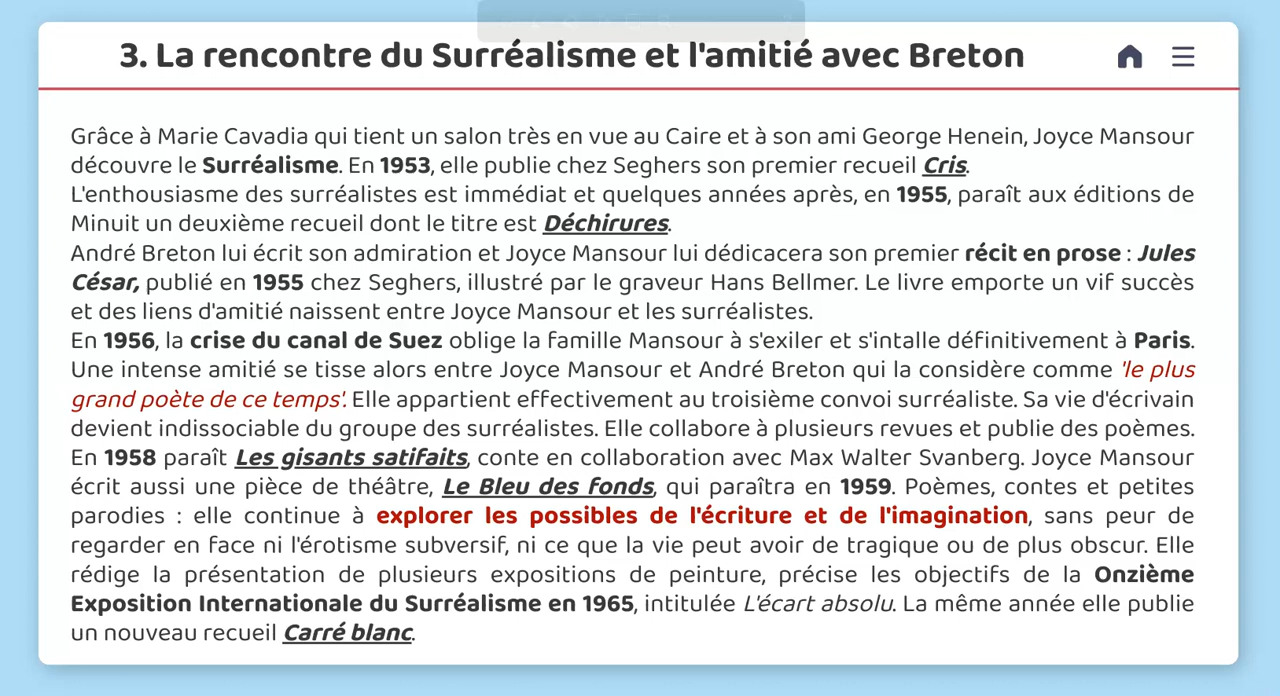 3. La rencontre du Surréalisme et l'amitié avec Breton
Grâce à Marie Cavadia qui tient un salon très en vue au Caire et à son ami George Henein, Joyce Mansour
découvre le Surréalisme. En 1953, elle publie chez Seghers son premier recueil Cris.
L'enthousiasme des surréalistes est immédiat et quelques années après, en 1955, paraît aux éditions de
Minuit un deuxième recueil dont le titre est Déchirures.
André Breton lui écrit son admiration et Joyce Mansour lui dédicacera son premier récit en prose : Jules
César, publié en 1955 chez Seghers, illustré par le graveur Hans Bellmer. Le livre emporte un vif succès
et des liens d'amitié naissent entre Joyce Mansour et les surréalistes.
En 1956, la crise du canal de Suez oblige la famille Mansour à s'exiler et s'intalle définitivement à Paris.
Une intense amitié se tisse alors entre Joyce Mansour et André Breton qui la considère comme 'le plus
grand poète de ce temps'. Elle appartient effectivement au troisième convoi surréaliste. Sa vie d'écrivain
devient indissociable du groupe des surréalistes. Elle collabore à plusieurs revues et publie des poèmes.
En 1958 paraît Les gisants satifaits, conte en collaboration avec Max Walter Svanberg. Joyce Mansour
écrit aussi une pièce de théâtre, Le Bleu des fonds, qui paraîtra en 1959. Poèmes, contes et petites
parodies : elle continue à explorer les possibles de l'écriture et de l'imagination, sans peur de
regarder en face ni l'érotisme subversif, ni ce que la vie peut avoir de tragique ou de plus obscur. Elle
rédige la présentation de plusieurs expositions de peinture, précise les objectifs de la Onzième
Exposition Internationale du Surréalisme en 1965, intitulée L'écart absolu. La même année elle publie
un nouveau recueil Carré blanc.